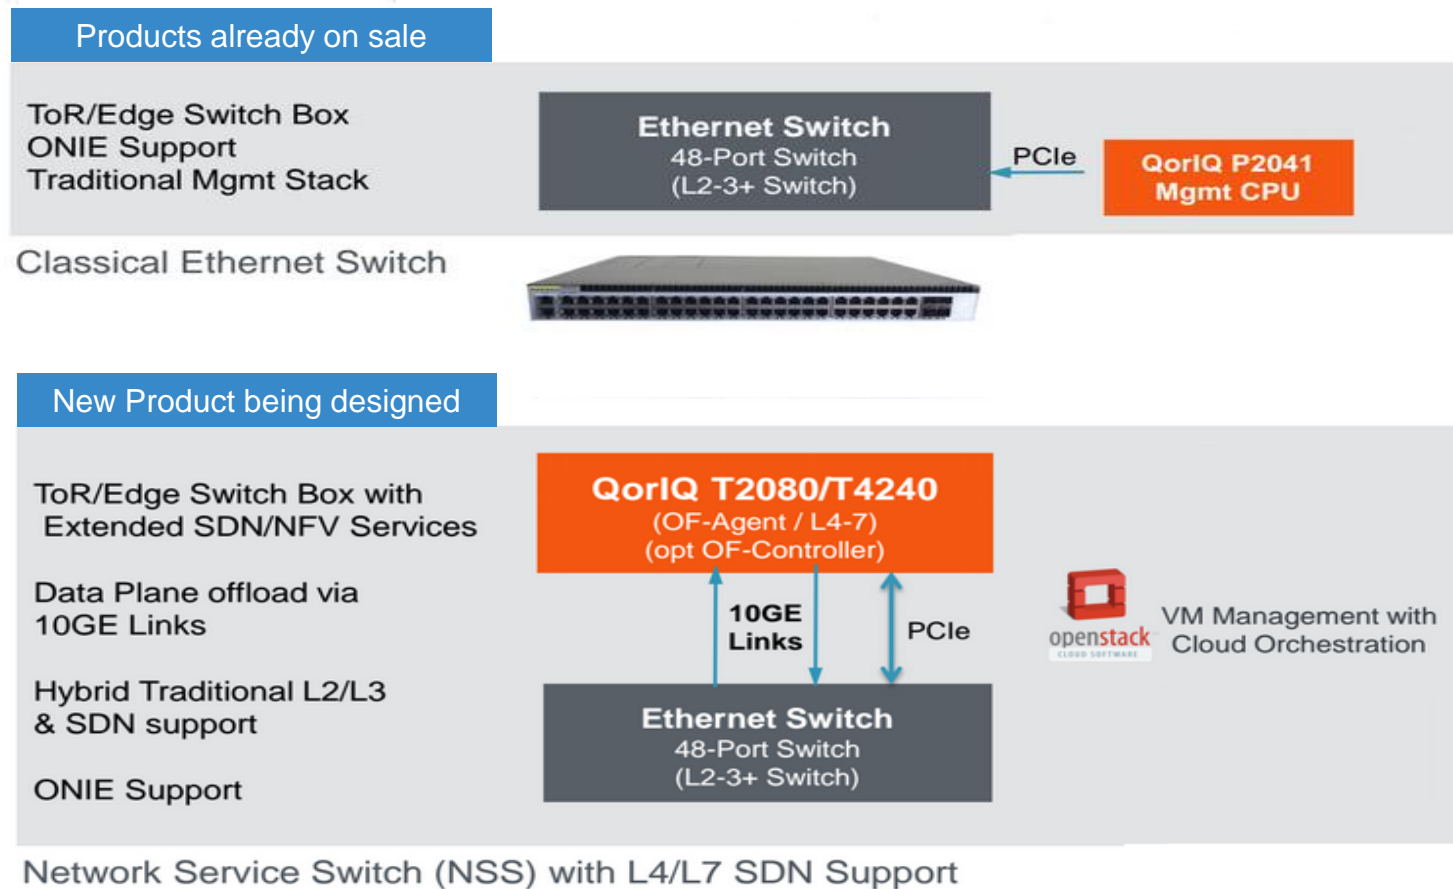 Products already on sale
ToR/Edge Switch Box
ONIE Support
Traditional Mgmt Stack
Ethernet Switch
48-Port Switch
(L2-3+ Switch)
PCIe
QorIQ P2041
Mgmt CPU
Classical Ethernet Switch
New Product being designed
ToR/Edge Switch Box with
Extended SDN/NFV Services
Data Plane offload via
10GE Links
Hybrid Traditional L2/L3
& SDN support
ONIE Support
QorIQ T2080/T4240
(OF-Agent / L4-7)
(opt OF-Controller)
10GE
Links
PCIe
Ethernet Switch
48-Port Switch
(L2-3+ Switch)
openstack
CLOUD SOFTWARE
VM Management with
Cloud Orchestration
Network Service Switch (NSS) with L4/L7 SDN Support